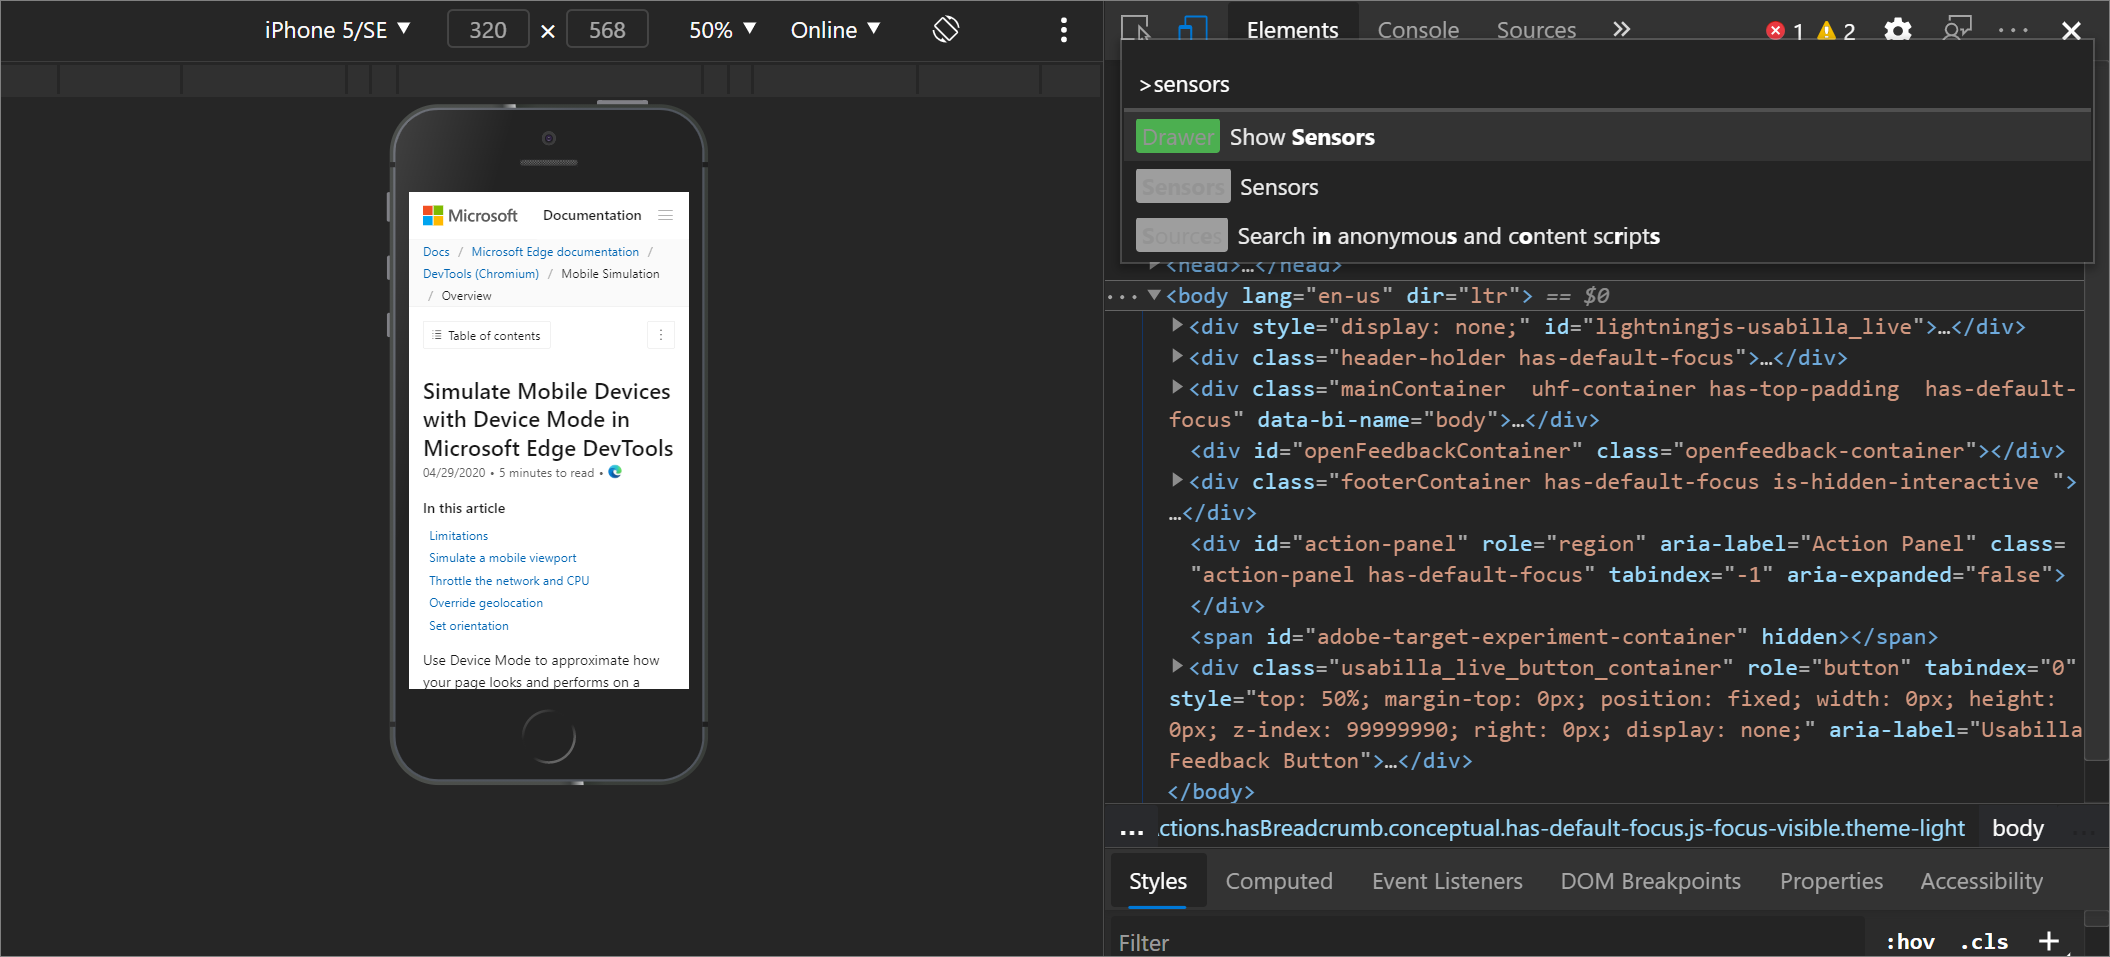 iPhone 5/SE ▼ 320 × 568 50% ▼ Online ▼
Microsoft Documentation
Docs / Microsoft Edge documentation /
DevTools (Chromium) / Mobile Simulation
/ Overview
Table of contents
Simulate Mobile Devices
with Device Mode in
Microsoft Edge DevTools
04/29/2020 • 5 minutes to read •
In this article
Limitations
Simulate a mobile viewport
Throttle the network and CPU
Override geolocation
Set orientation
Use Device Mode to approximate how
your page looks and performs on a
Elements Console Sources » 1 2
>sensors
Drawer Show Sensors
Sensors Sensors
Sources Search in anonymous and content scripts
<head>…</head>
<body lang="en-us" dir="ltr"> == $0
<div style="display: none;" id="lightningjs-usabilla_live">…</div>
<div class="header-holder has-default-focus">…</div>
<div class="mainContainer  uhf-container has-top-padding  has-default-
focus" data-bi-name="body">…</div>
<div id="openFeedbackContainer" class="openfeedback-container"></div>
<div class="footerContainer has-default-focus is-hidden-interactive ">
…</div>
<div id="action-panel" role="region" aria-label="Action Panel" class=
"action-panel has-default-focus" tabindex="-1" aria-expanded="false">
</div>
<span id="adobe-target-experiment-container" hidden></span>
<div class="usabilla_live_button_container" role="button" tabindex="0"
style="top: 50%; margin-top: 0px; position: fixed; width: 0px; height:
0px; z-index: 99999990; right: 0px; display: none;" aria-label="Usabilla
Feedback Button">…</div>
</body>
… ctions.hasBreadcrumb.conceptual.has-default-focus.js-focus-visible.theme-light body …
Styles Computed Event Listeners DOM Breakpoints Properties Accessibility
Filter :hov .cls +